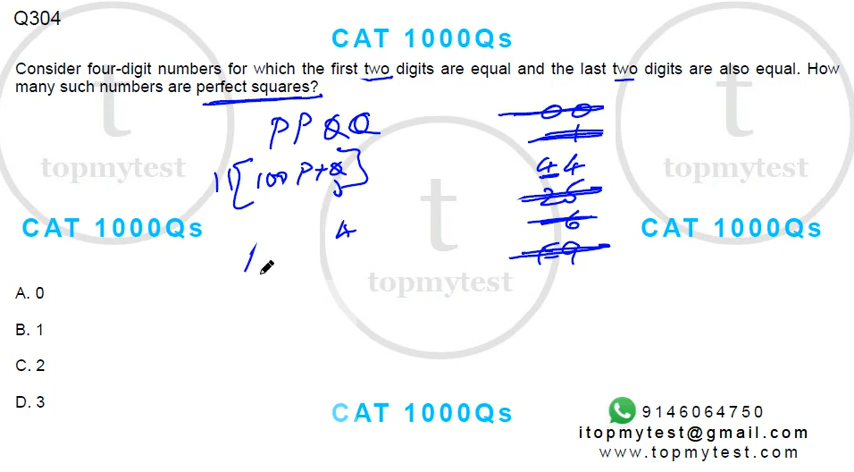 Q304
CAT 1000Qs
Consider four-digit numbers for which the first two digits are equal and the last two digits are also equal. How
many such numbers are perfect squares?
PPQQ
00
1
11[100P+Q]
44
topmytest
topmytest
25
6
CAT 1000Qs
4
CAT 1000Qs
69
1
topmytest
A. 0
B. 1
C. 2
D. 3
CAT 1000Qs
9146064750
itopmytest@gmail.com
www.topmytest.com